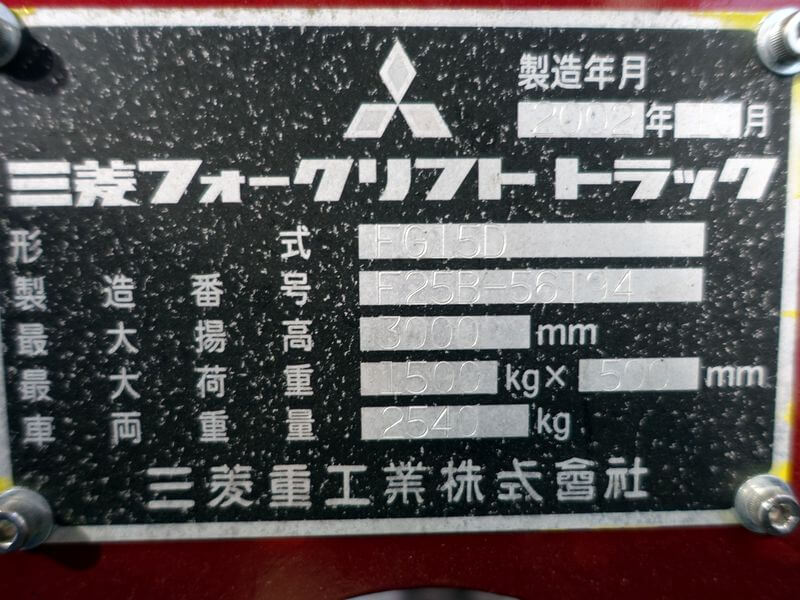 製造年月
2002年 10月
三菱フォークリフト トラック
形式 FG15D
製造番号 F25B-56194
最大揚高 3000 mm
最大荷重 1500 kg× 500 mm
車両重量 2540 kg
三菱重工業株式會社